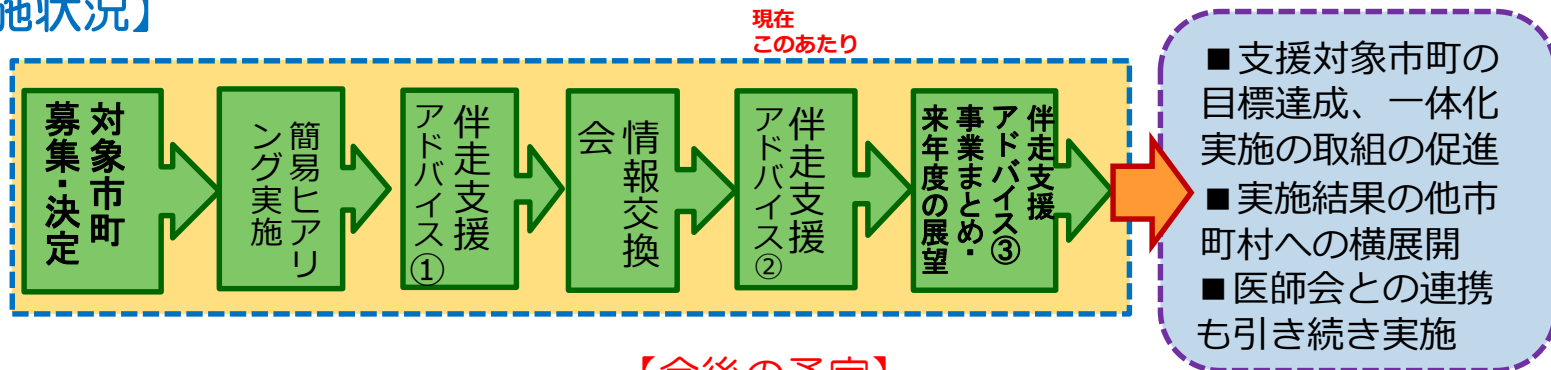 施状況】
現在
このあたり
対象市町
募集・決定
簡易ヒアリ
ング実施
伴走支援
アドバイス①
情報交換
会
伴走支援
アドバイス②
伴走支援
アドバイス③
事業まとめ・
来年度の展望
■支援対象市町の
目標達成、一体化
実施の取組の促進
■実施結果の他市
町村への横展開
■医師会との連携
も引き続き実施
【今後の予定】